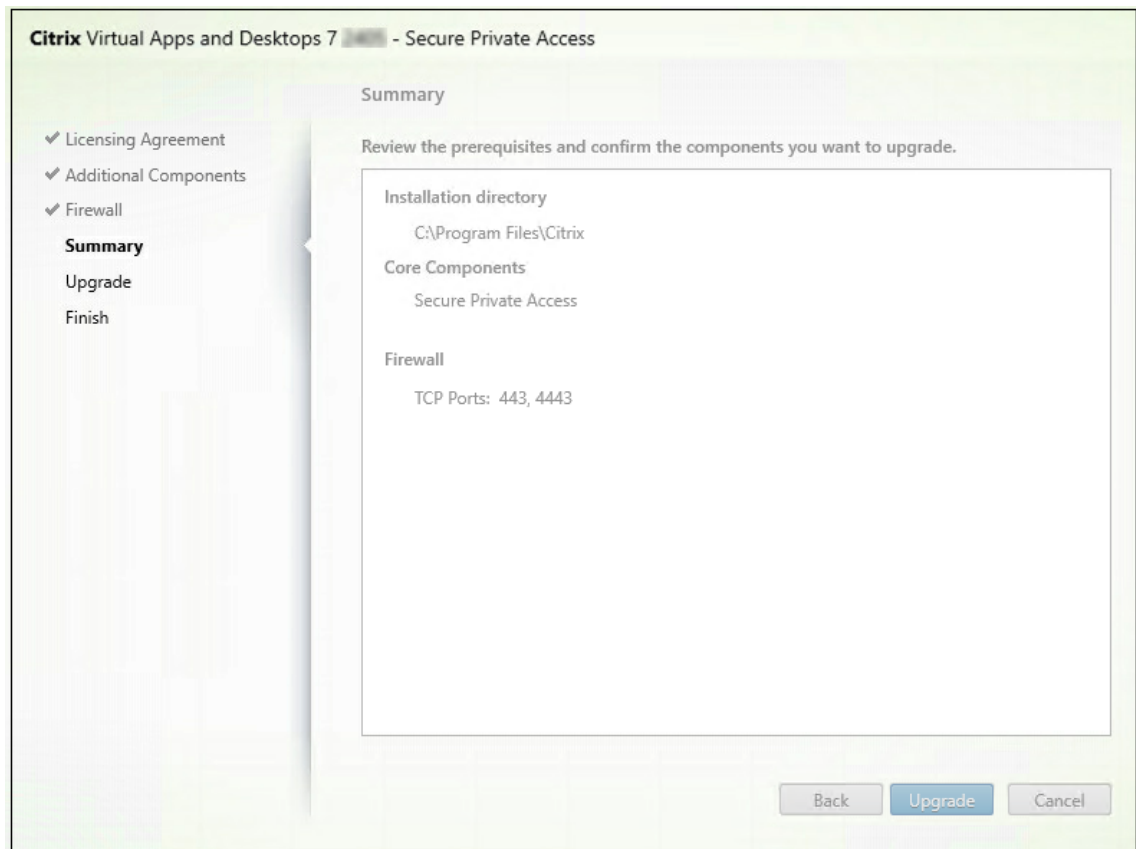 Citrix Virtual Apps and Desktops 7 - Secure Private Access
Summary
Licensing Agreement
Additional Components
Firewall
Summary
Upgrade
Finish
Review the prerequisites and confirm the components you want to upgrade.
Installation directory
C:\Program Files\Citrix
Core Components
Secure Private Access
Firewall
TCP Ports: 443, 4443
Back
Upgrade
Cancel